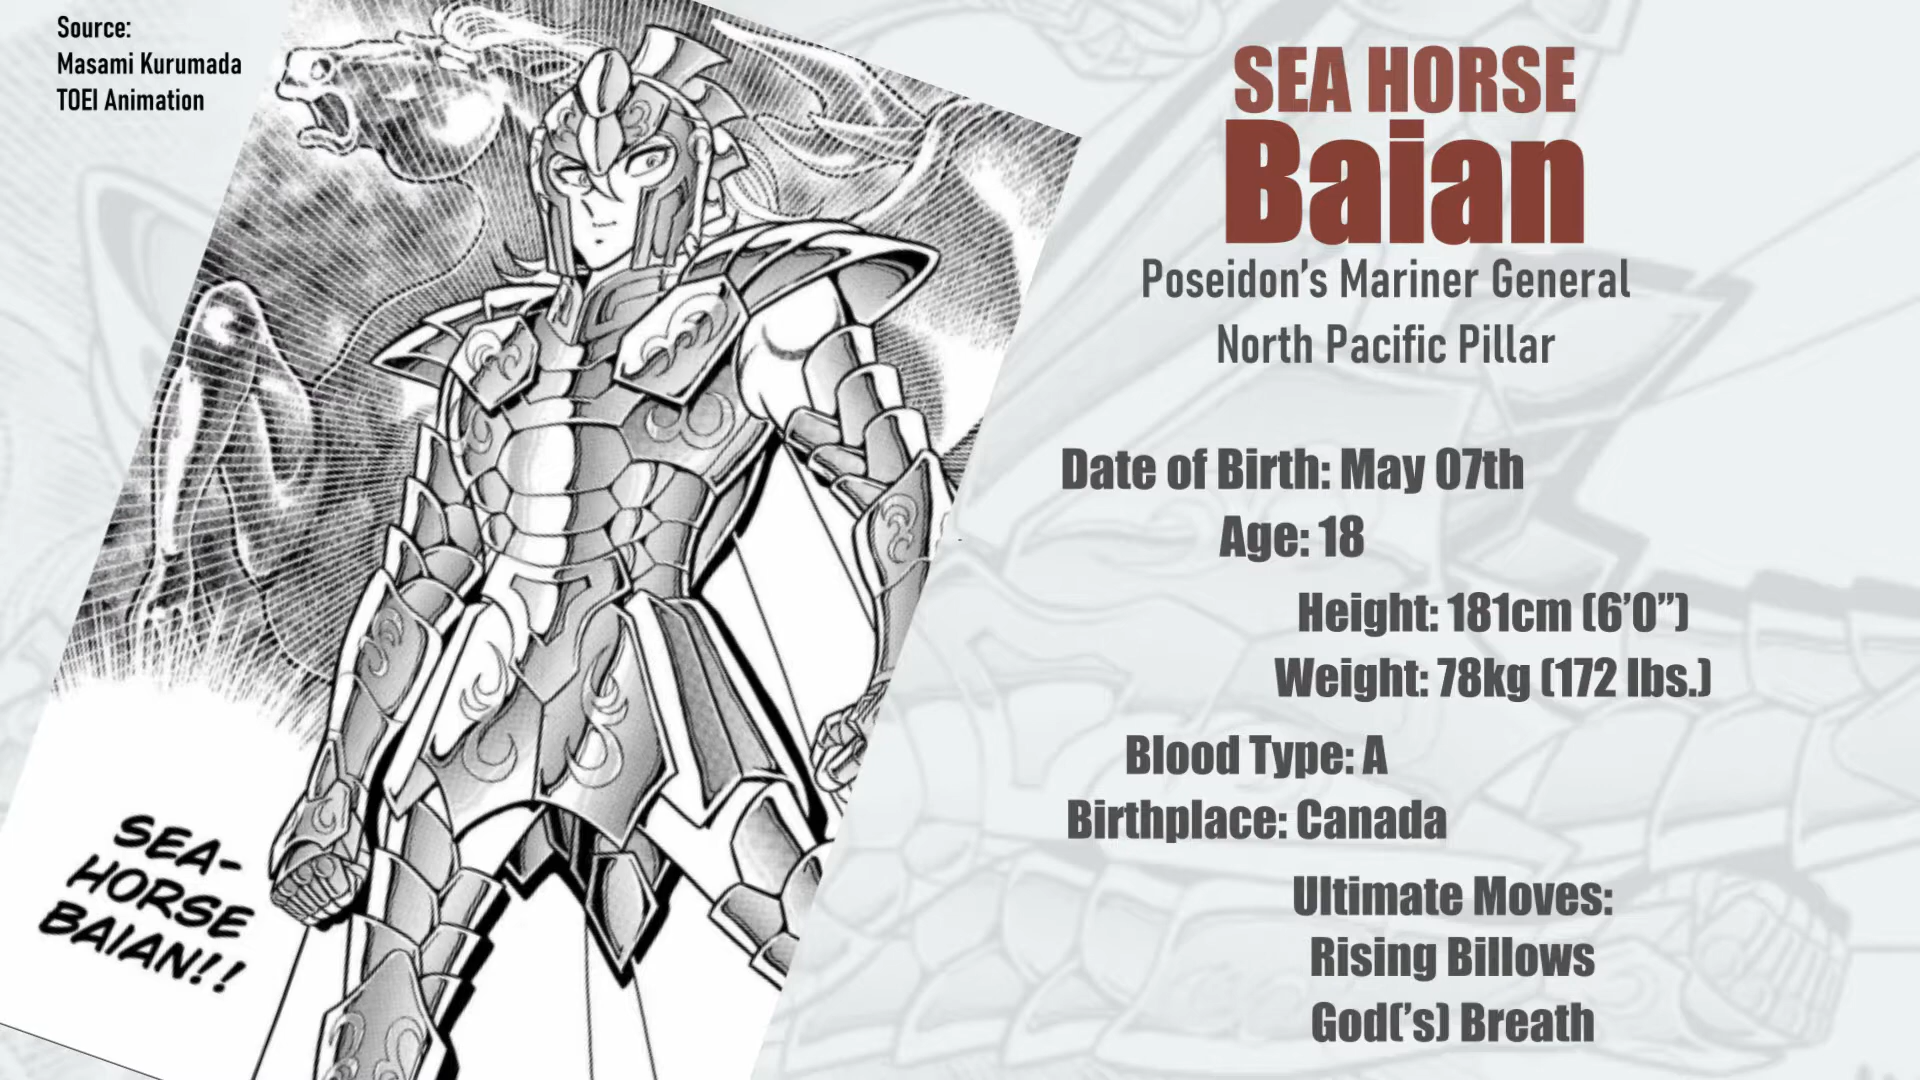 Source:
Masami Kurumada
TOEI Animation
SEA-
HORSE
BAIAN!!
SEA HORSE
Baian
Poseidon’s Mariner General
North Pacific Pillar
Date of Birth: May 07th
Age: 18
Height: 181cm (6’0”)
Weight: 78kg (172 lbs.)
Blood Type: A
Birthplace: Canada
Ultimate Moves:
Rising Billows
God(’s) Breath